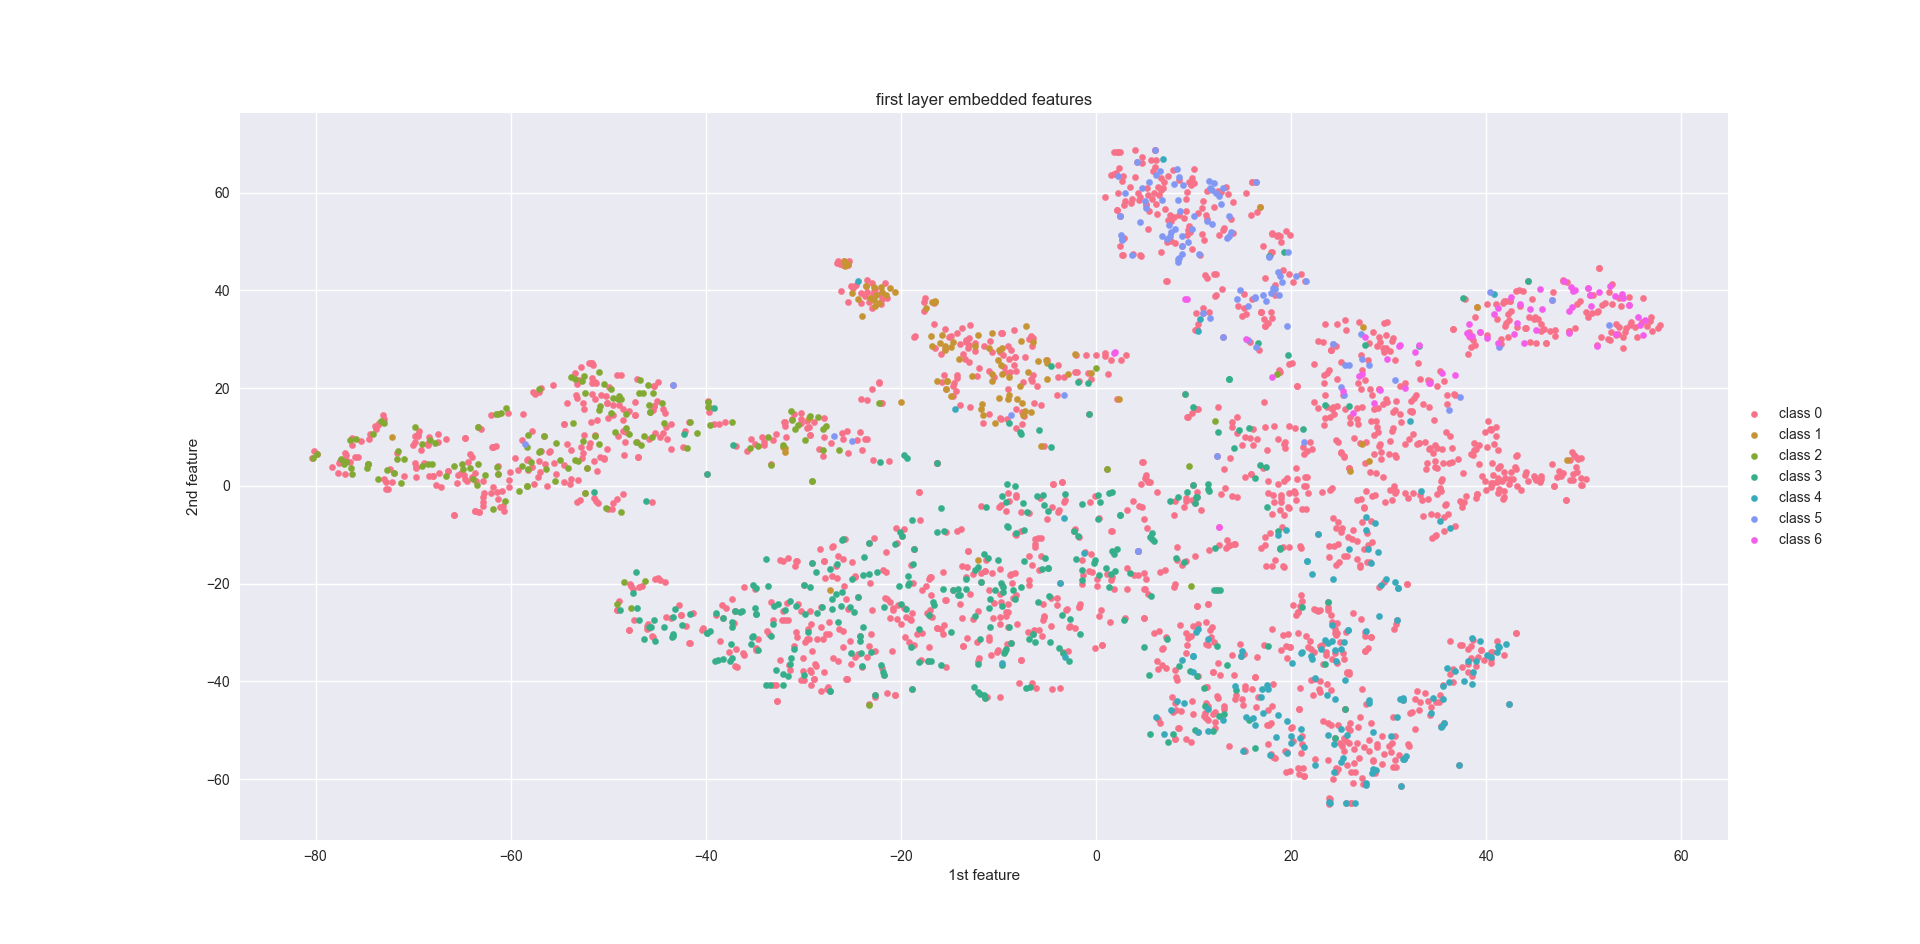 first layer embedded features
60
40
20
0
−20
−40
−60
2nd feature
−80
−60
−40
−20
0
20
40
60
1st feature
class 0
class 1
class 2
class 3
class 4
class 5
class 6